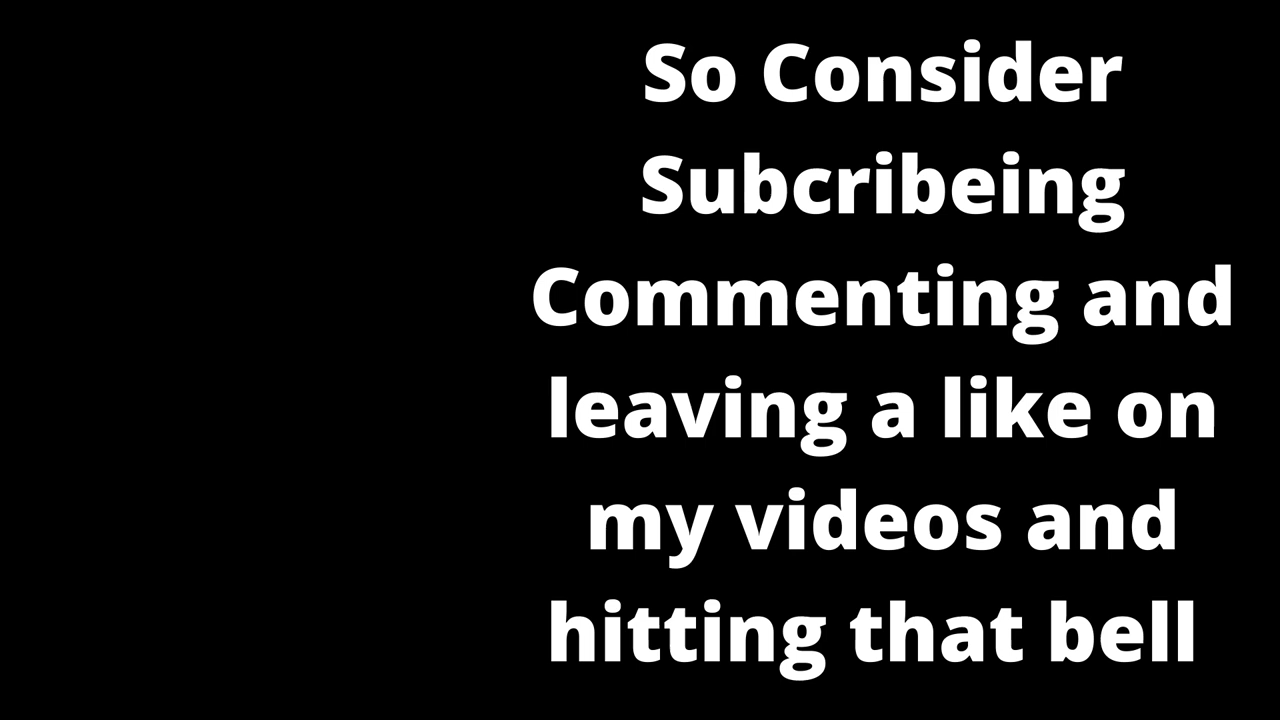 So Consider
Subcribeing
Commenting and
leaving a like on
my videos and
hitting that bell